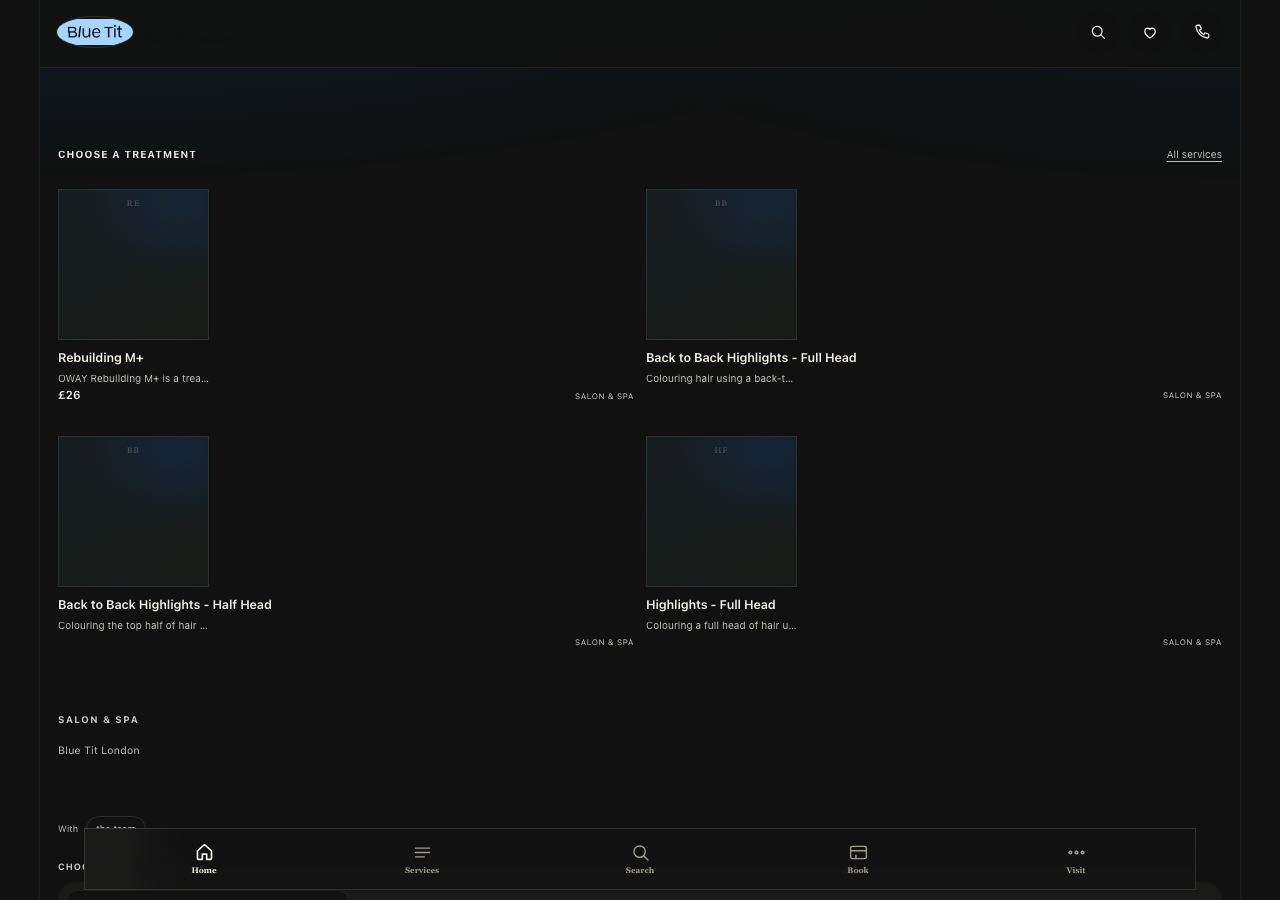 Blue Tit
CHOOSE A TREATMENT
All services
RE
BB
Rebuilding M+
Back to Back Highlights - Full Head
OWAY Rebuilding M+ is a trea...
Colouring hair using a back-t...
£26
SALON & SPA
SALON & SPA
BB
HF
Back to Back Highlights - Half Head
Highlights - Full Head
Colouring the top half of hair ...
Colouring a full head of hair u...
SALON & SPA
SALON & SPA
SALON & SPA
Blue Tit London
With the team
Home
Services
Search
Book
Visit